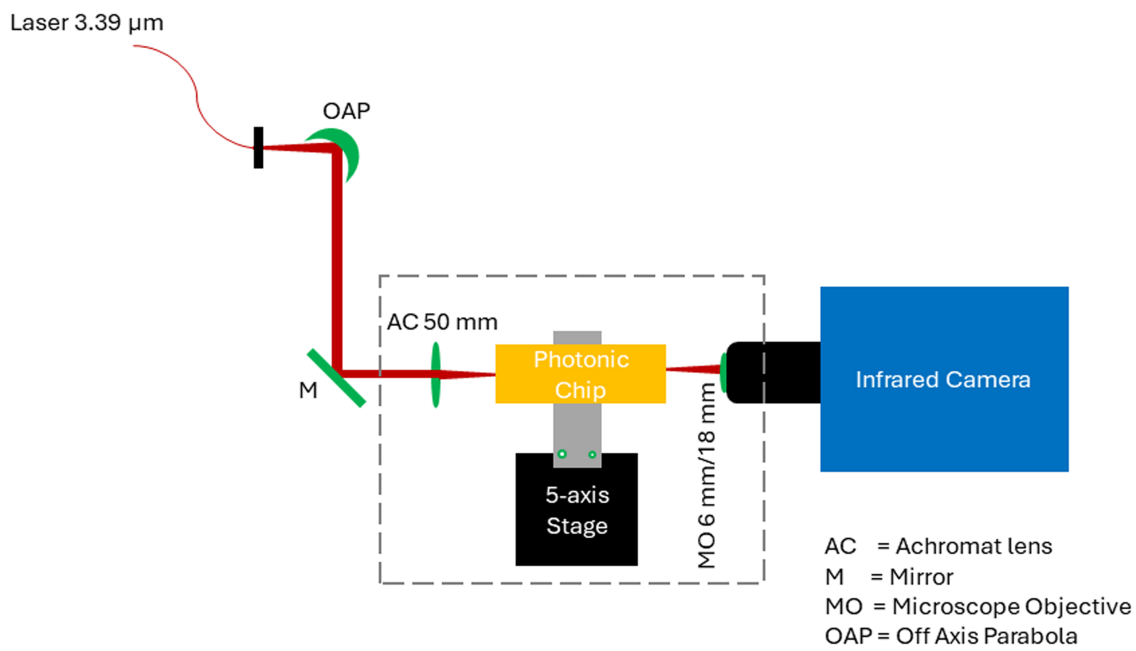 Laser 3.39 µm
OAP
AC 50 mm
M
Photonic
Chip
MO 6 mm/18 mm
Infrared Camera
5-axis
Stage
AC = Achromat lens
M = Mirror
MO = Microscope Objective
OAP = Off Axis Parabola